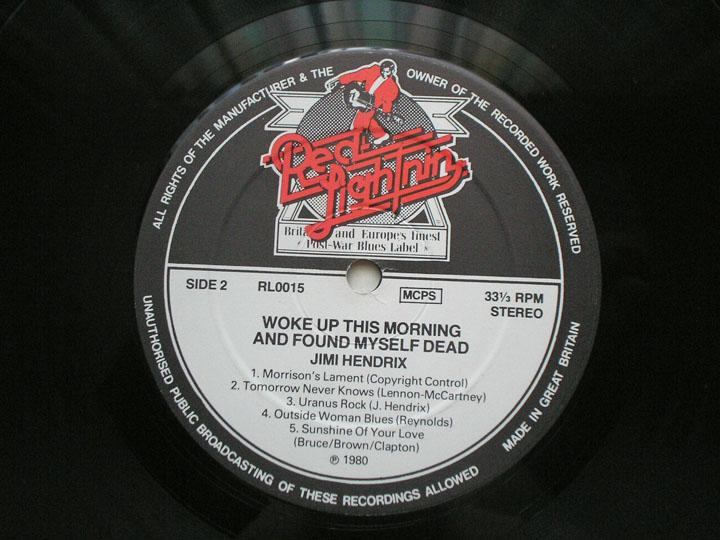 ALL RIGHTS OF THE MANUFACTURER & THE OWNER OF THE RECORDED WORK RESERVED
Red
Lightnin'
and Europe's finest
Post-War Blues Label
SIDE 2 RL0015 MCPS 33⅓ RPM
STEREO
WOKE UP THIS MORNING
AND FOUND MYSELF DEAD
JIMI HENDRIX
1. Morrison's Lament (Copyright Control)
2. Tomorrow Never Knows (Lennon-McCartney)
3. Uranus Rock (J. Hendrix)
4. Outside Woman Blues (Reynolds)
5. Sunshine Of Your Love
(Bruce/Brown/Clapton)
℗ 1980
UNAUTHORISED PUBLIC BROADCASTING OF THESE RECORDINGS ALLOWED
MADE IN GREAT BRITAIN